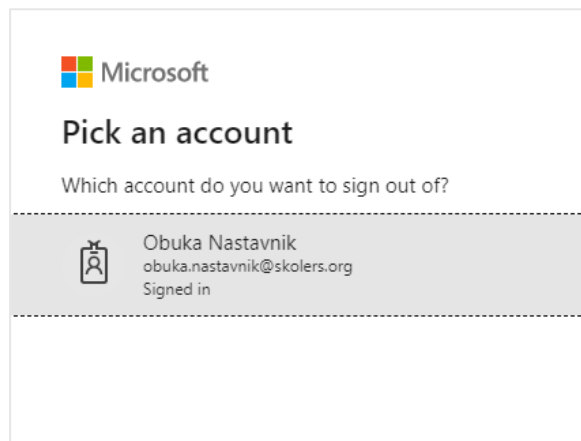 Microsoft
Pick an account
Which account do you want to sign out of?
Obuka Nastavnik
obuka.nastavnik@skolers.org
Signed in